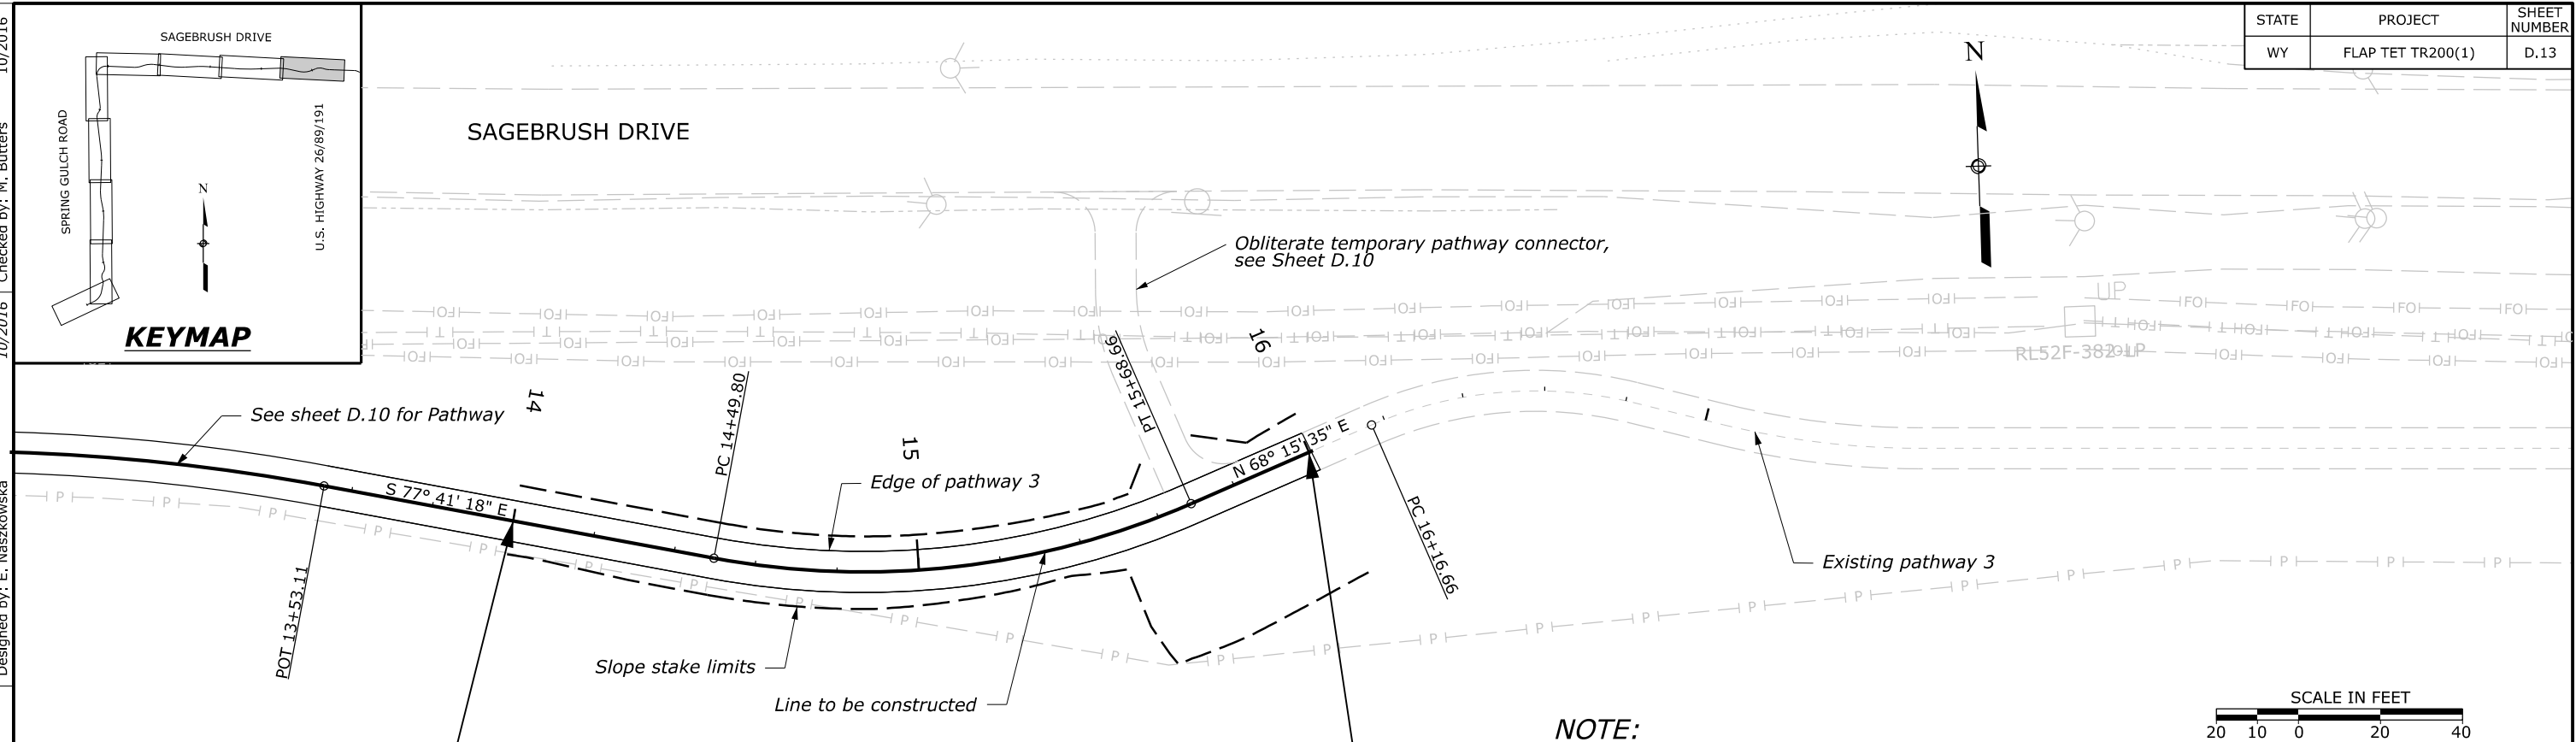 10/2016
Checked by: M. Butters
10/2016
Designed by: E. Naszkowska
SAGEBRUSH DRIVE
SPRING GULCH ROAD
U.S. HIGHWAY 26/89/191
N
KEYMAP
STATE
PROJECT
SHEET
NUMBER
WY
FLAP TET TR200(1)
D.13
N
SAGEBRUSH DRIVE
Obliterate temporary pathway connector,
see Sheet D.10
UP
RL52F-382-LP
14
15
16
See sheet D.10 for Pathway
POT 13+53.11
S 77° 41' 18" E
PC 14+49.80
Edge of pathway 3
PT 15+68.66
N 68° 15' 35" E
PC 16+16.66
Existing pathway 3
Slope stake limits
Line to be constructed
NOTE:
SCALE IN FEET
20 10 0 20 40